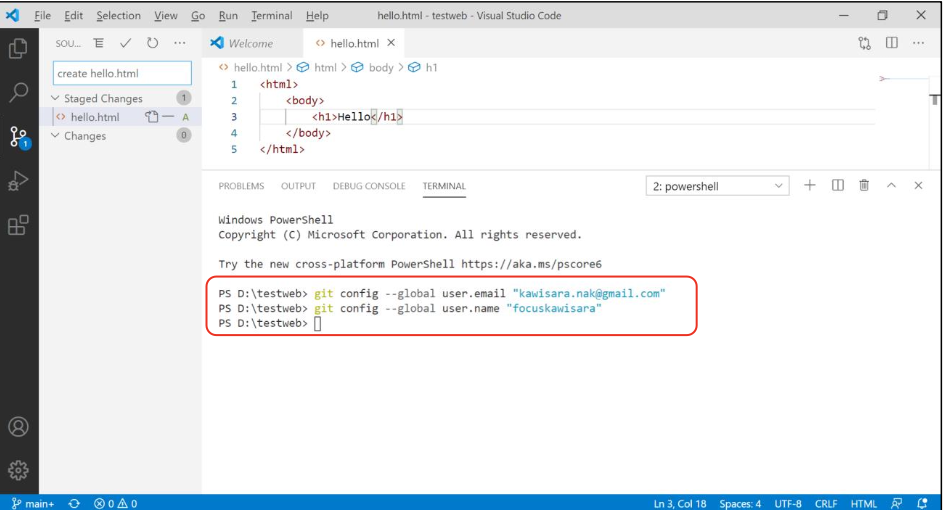 File Edit Selection View Go Run Terminal Help hello.html - testweb - Visual Studio Code
SOU...
create hello.html
Staged Changes 1
hello.html A
Changes 0
1
Welcome
hello.html
hello.html > html > body > h1
1 <html>
2 <body>
3 <h1>Hello</h1>
4 </body>
5 </html>
PROBLEMS OUTPUT DEBUG CONSOLE TERMINAL 2: powershell
Windows PowerShell
Copyright (C) Microsoft Corporation. All rights reserved.
Try the new cross-platform PowerShell https://aka.ms/pscore6
PS D:\testweb> git config --global user.email "kawisara.nak@gmail.com"
PS D:\testweb> git config --global user.name "focuskawisara"
PS D:\testweb>
main+ 0 0 Ln 3, Col 18 Spaces: 4 UTF-8 CRLF HTML